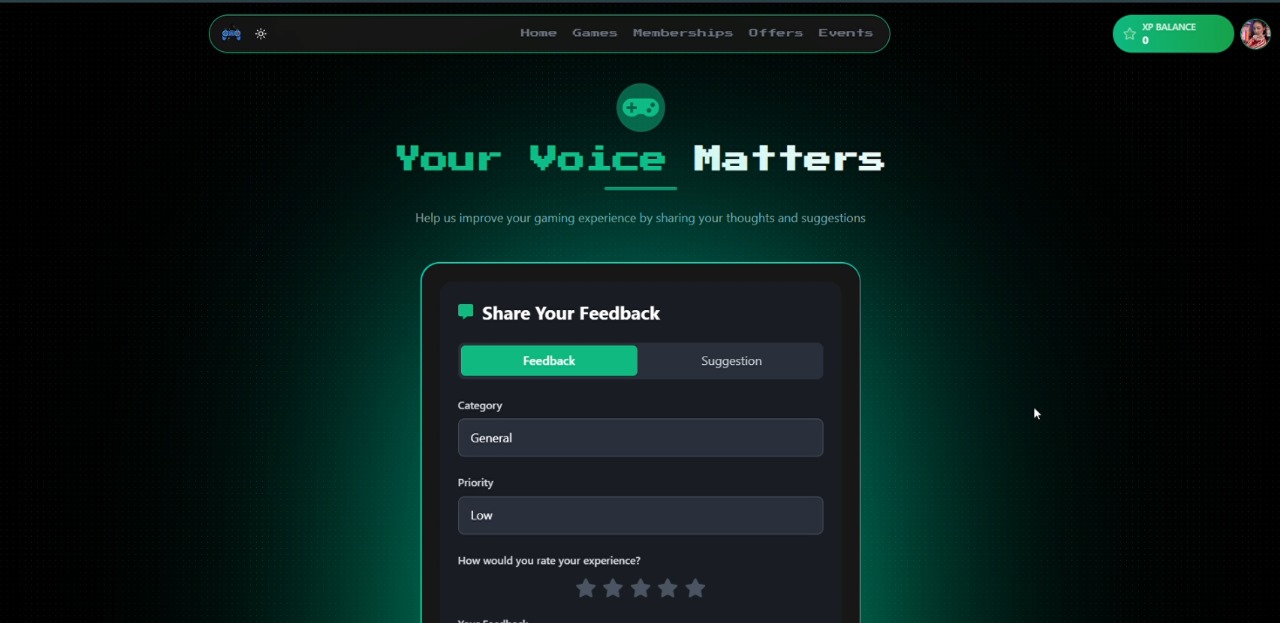 Home Games Memberships Offers Events
XP BALANCE
0
Your Voice Matters
Help us improve your gaming experience by sharing your thoughts and suggestions
Share Your Feedback
Feedback Suggestion
Category
General
Priority
Low
How would you rate your experience?
Your Feedback